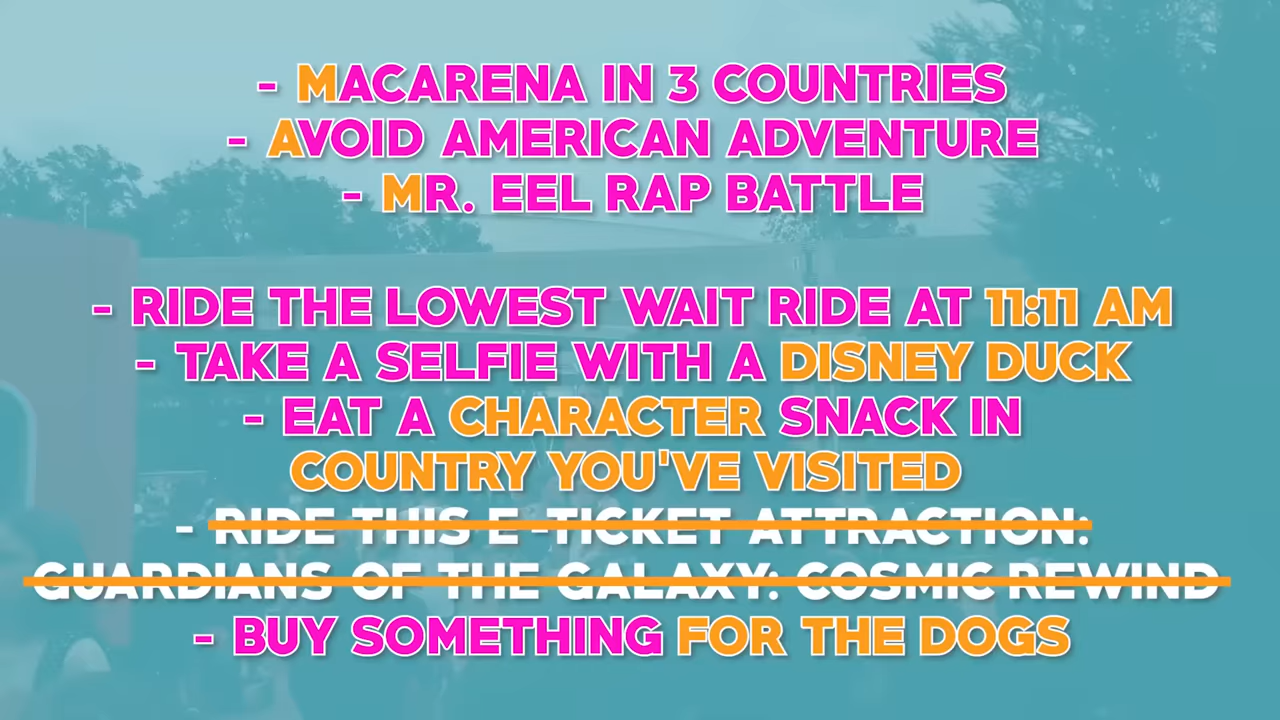 - MACARENA IN 3 COUNTRIES
- AVOID AMERICAN ADVENTURE
- MR. EEL RAP BATTLE
- RIDE THE LOWEST WAIT RIDE AT 11:11 AM
- TAKE A SELFIE WITH A DISNEY DUCK
- EAT A CHARACTER SNACK IN
COUNTRY YOU'VE VISITED
- RIDE THIS E-TICKET ATTRACTION:
GUARDIANS OF THE GALAXY: COSMIC REWIND
- BUY SOMETHING FOR THE DOGS